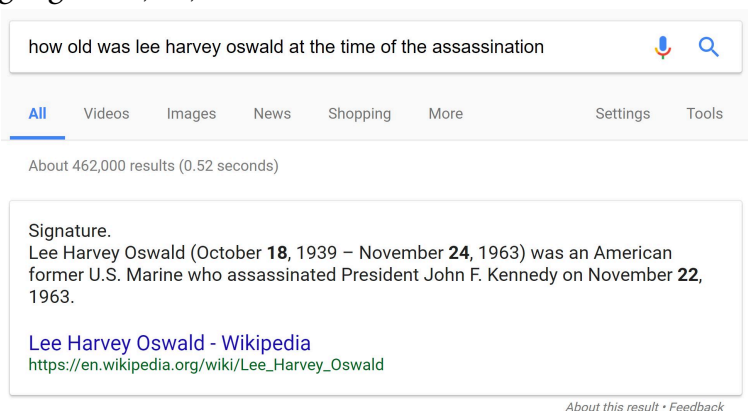 how old was lee harvey oswald at the time of the assassination
All Videos Images News Shopping More Settings Tools
About 462,000 results (0.52 seconds)
Signature.
Lee Harvey Oswald (October 18, 1939 – November 24, 1963) was an American
former U.S. Marine who assassinated President John F. Kennedy on November 22,
1963.
Lee Harvey Oswald - Wikipedia
https://en.wikipedia.org/wiki/Lee_Harvey_Oswald
About this result • Feedback